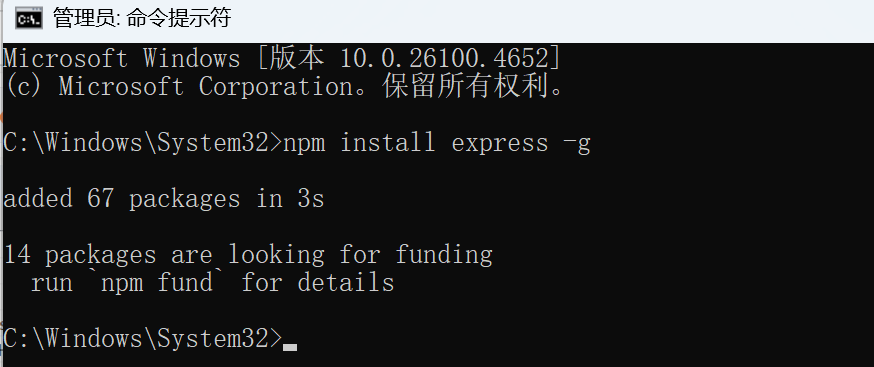 管理员: 命令提示符
Microsoft Windows [版本 10.0.26100.4652]
(c) Microsoft Corporation。保留所有权利。
C:\Windows\System32>npm install express -g
added 67 packages in 3s
14 packages are looking for funding
  run `npm fund` for details
C:\Windows\System32>